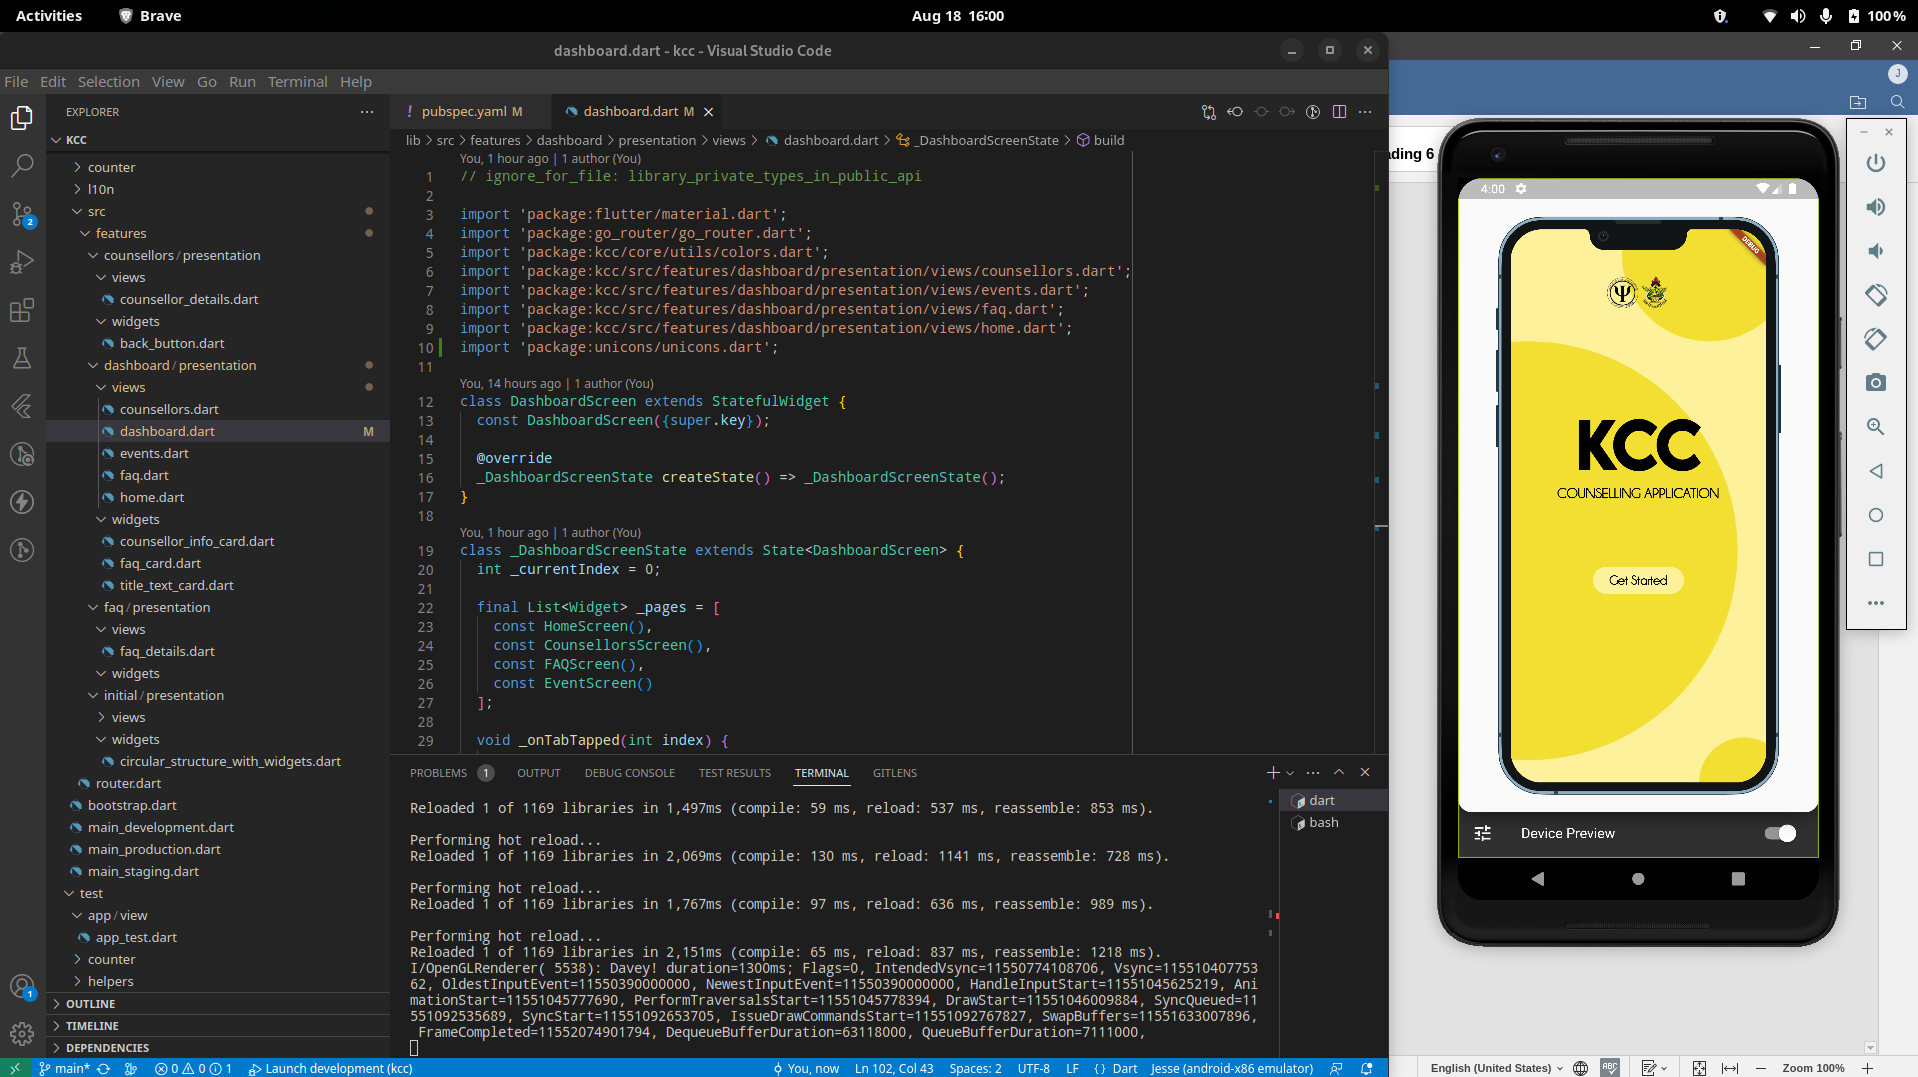 Activities
Brave
Aug 18 16:00
100%
dashboard.dart - kcc - Visual Studio Code
File Edit Selection View Go Run Terminal Help
EXPLORER
KCC
counter
l10n
src
features
counsellors / presentation
views
counsellor_details.dart
widgets
back_button.dart
dashboard / presentation
views
counsellors.dart
dashboard.dart M
events.dart
faq.dart
home.dart
widgets
counsellor_info_card.dart
faq_card.dart
title_text_card.dart
faq / presentation
views
faq_details.dart
widgets
initial / presentation
views
widgets
circular_structure_with_widgets.dart
router.dart
bootstrap.dart
main_development.dart
main_production.dart
main_staging.dart
test
app / view
app_test.dart
counter
helpers
OUTLINE
TIMELINE
DEPENDENCIES
2
1
! pubspec.yaml M
dashboard.dart M
lib > src > features > dashboard > presentation > views > dashboard.dart > _DashboardScreenState > build
You, 1 hour ago | 1 author (You)
1 // ignore_for_file: library_private_types_in_public_api
2
3 import 'package:flutter/material.dart';
4 import 'package:go_router/go_router.dart';
5 import 'package:kcc/core/utils/colors.dart';
6 import 'package:kcc/src/features/dashboard/presentation/views/counsellors.dart';
7 import 'package:kcc/src/features/dashboard/presentation/views/events.dart';
8 import 'package:kcc/src/features/dashboard/presentation/views/faq.dart';
9 import 'package:kcc/src/features/dashboard/presentation/views/home.dart';
10 import 'package:unicons/unicons.dart';
11
You, 14 hours ago | 1 author (You)
12 class DashboardScreen extends StatefulWidget {
13 const DashboardScreen({super.key});
14
15 @override
16 _DashboardScreenState createState() => _DashboardScreenState();
17 }
18
You, 1 hour ago | 1 author (You)
19 class _DashboardScreenState extends State<DashboardScreen> {
20 int _currentIndex = 0;
21
22 final List<Widget> _pages = [
23 const HomeScreen(),
24 const CounsellorsScreen(),
25 const FAQScreen(),
26 const EventScreen()
27 ];
28
29 void _onTabTapped(int index) {
PROBLEMS 1 OUTPUT DEBUG CONSOLE TEST RESULTS TERMINAL GITLENS
dart
bash
Reloaded 1 of 1169 libraries in 1,497ms (compile: 59 ms, reload: 537 ms, reassemble: 853 ms).
Performing hot reload...
Reloaded 1 of 1169 libraries in 2,069ms (compile: 130 ms, reload: 1141 ms, reassemble: 728 ms).
Performing hot reload...
Reloaded 1 of 1169 libraries in 1,767ms (compile: 97 ms, reload: 636 ms, reassemble: 989 ms).
Performing hot reload...
Reloaded 1 of 1169 libraries in 2,151ms (compile: 65 ms, reload: 837 ms, reassemble: 1218 ms).
I/OpenGLRenderer( 5538): Davey! duration=1300ms; Flags=0, IntendedVsync=11550774108706, Vsync=115510407753
62, OldestInputEvent=11550390000000, NewestInputEvent=11550390000000, HandleInputStart=11551045625219, Ani
mationStart=11551045777690, PerformTraversalsStart=11551045778394, DrawStart=11551046009884, SyncQueued=11
551092535689, SyncStart=11551092653705, IssueDrawCommandsStart=11551092767827, SwapBuffers=11551633007896,
FrameCompleted=11552074901794, DequeueBufferDuration=63118000, QueueBufferDuration=7111000,
main* 0 0 1 Launch development (kcc) You, now Ln 102, Col 43 Spaces: 2 UTF-8 LF { } Dart Jesse (android-x86 emulator)
J
ading 6
4:00
DEBUG
Ψ
KCC
COUNSELLING APPLICATION
Get Started
Device Preview
English (United States)
ABC
Zoom 100%